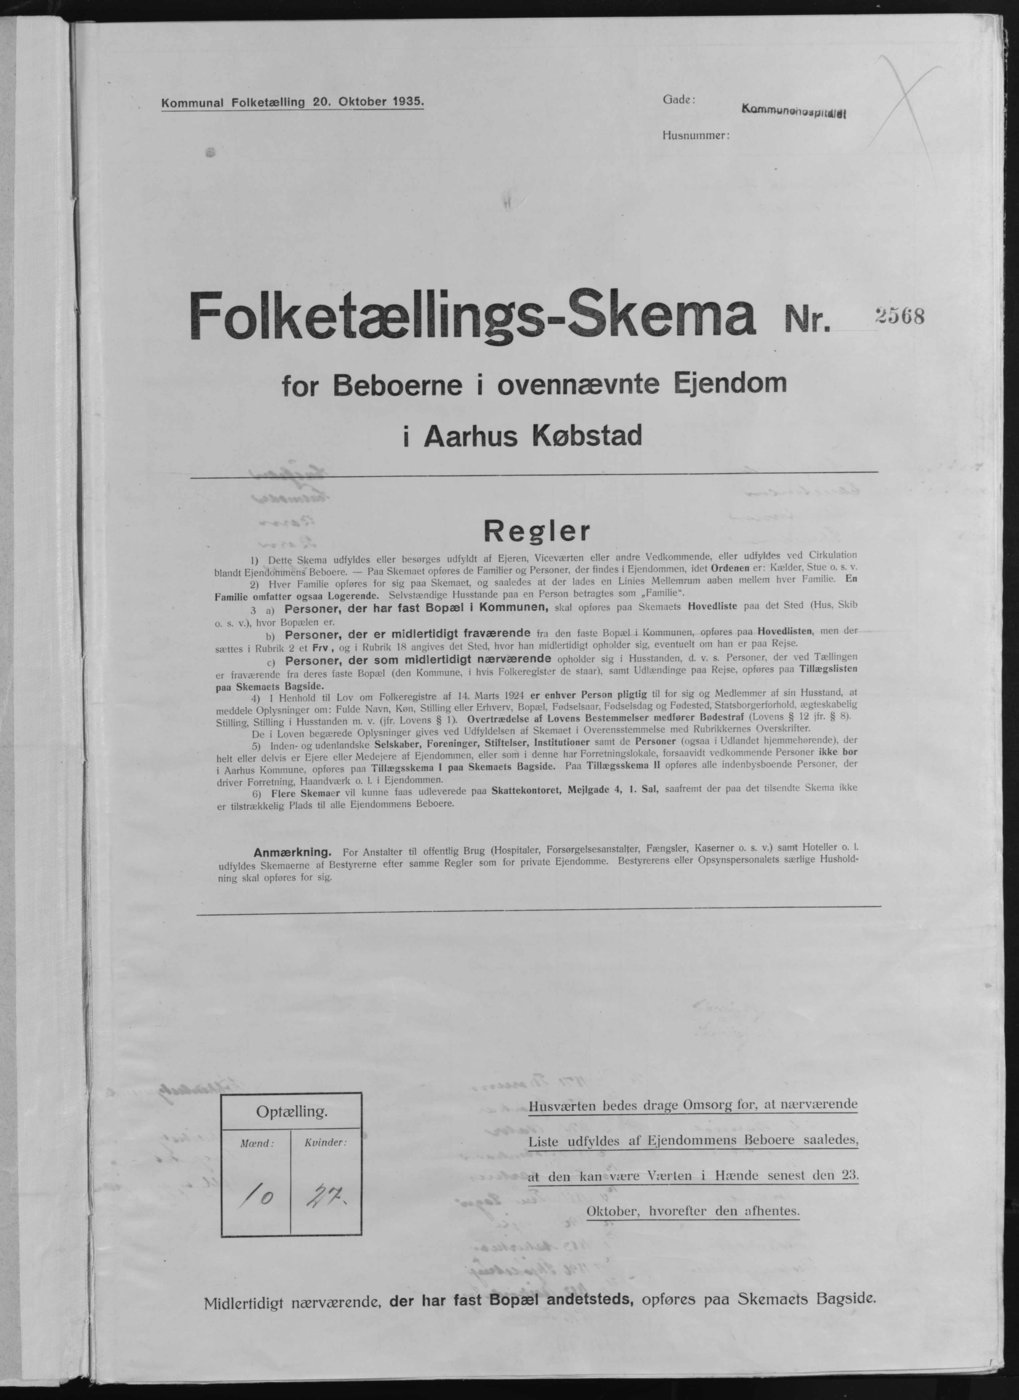 Kommunal Folketælling 20. Oktober 1935.
Gade:
Kommunehospitalet
Husnummer:
Folketællings-Skema Nr. 2568
for Beboerne i ovennævnte Ejendom
i Aarhus Købstad
Regler
1) Dette Skema udfyldes eller besørges udfyldt af Ejeren, Viceværten eller andre Vedkommende, eller udfyldes ved Cirkulation
blandt Ejendommens Beboere. — Paa Skemaet opføres de Familier og Personer, der findes i Ejendommen, idet Ordenen er: Kælder, Stue o. s. v.
2) Hver Familie opføres for sig paa Skemaet, og saaledes at der lades en Linies Mellemrum aaben mellem hver Familie. En
Familie omfatter ogsaa Logerende. Selvstændige Husstande paa en Person betragtes som „Familie“.
3 a) Personer, der har fast Bopæl i Kommunen, skal opføres paa Skemaets Hovedliste paa det Sted (Hus, Skib
o. s. v.), hvor Bopælen er.
b) Personer, der er midlertidigt fraværende fra den faste Bopæl i Kommunen, opføres paa Hovedlisten, men der
sættes i Rubrik 2 et Frv, og i Rubrik 18 angives det Sted, hvor han midlertidigt opholder sig, eventuelt om han er paa Rejse.
c) Personer, der som midlertidigt nærværende opholder sig i Husstanden, d. v. s. Personer, der ved Tællingen
er fraværende fra deres faste Bopæl (den Kommune, i hvis Folkeregister de staar), samt Udlændinge paa Rejse, opføres paa Tillægslisten
paa Skemaets Bagside.
4) I Henhold til Lov om Folkeregistre af 14. Marts 1924 er enhver Person pligtig til for sig og Medlemmer af sin Husstand, at
meddele Oplysninger om: Fulde Navn, Køn, Stilling eller Erhverv, Bopæl, Fødselsaar, Fødselsdag og Fødested, Statsborgerforhold, ægteskabelig
Stilling, Stilling i Husstanden m. v. (jfr. Lovens § 1). Overtrædelse af Lovens Bestemmelser medfører Bødestraf (Lovens § 12 jfr. § 8).
De i Loven begærede Oplysninger gives ved Udfyldelsen af Skemaet i Overensstemmelse med Rubrikkernes Overskrifter.
5) Inden- og udenlandske Selskaber, Foreninger, Stiftelser, Institutioner samt de Personer (ogsaa i Udlandet hjemmehørende), der
helt eller delvis er Ejere eller Medejere af Ejendommen, eller som i denne har Forretningslokale, forsaavidt vedkommende Personer ikke bor
i Aarhus Kommune, opføres paa Tillægsskema I paa Skemaets Bagside. Paa Tillægsskema II opføres alle indenbysboende Personer, der
driver Forretning, Haandværk o. l. i Ejendommen.
6) Flere Skemaer vil kunne faas udleverede paa Skattekontoret, Mejlgade 4, 1. Sal, saafremt der paa det tilsendte Skema ikke
er tilstrækkelig Plads til alle Ejendommens Beboere.
Anmærkning. For Anstalter til offentlig Brug (Hospitaler, Forsørgelsesanstalter, Fængsler, Kaserner o. s. v.) samt Hoteller o. l.
udfyldes Skemaerne af Bestyrerne efter samme Regler som for private Ejendomme. Bestyrerens eller Opsynspersonalets særlige Hushold-
ning skal opføres for sig.
Optælling.
Mænd: Kvinder:
10 27.
Husværten bedes drage Omsorg for, at nærværende
Liste udfyldes af Ejendommens Beboere saaledes,
at den kan være Værten i Hænde senest den 23.
Oktober, hvorefter den afhentes.
Midlertidigt nærværende, der har fast Bopæl andetsteds, opføres paa Skemaets Bagside.